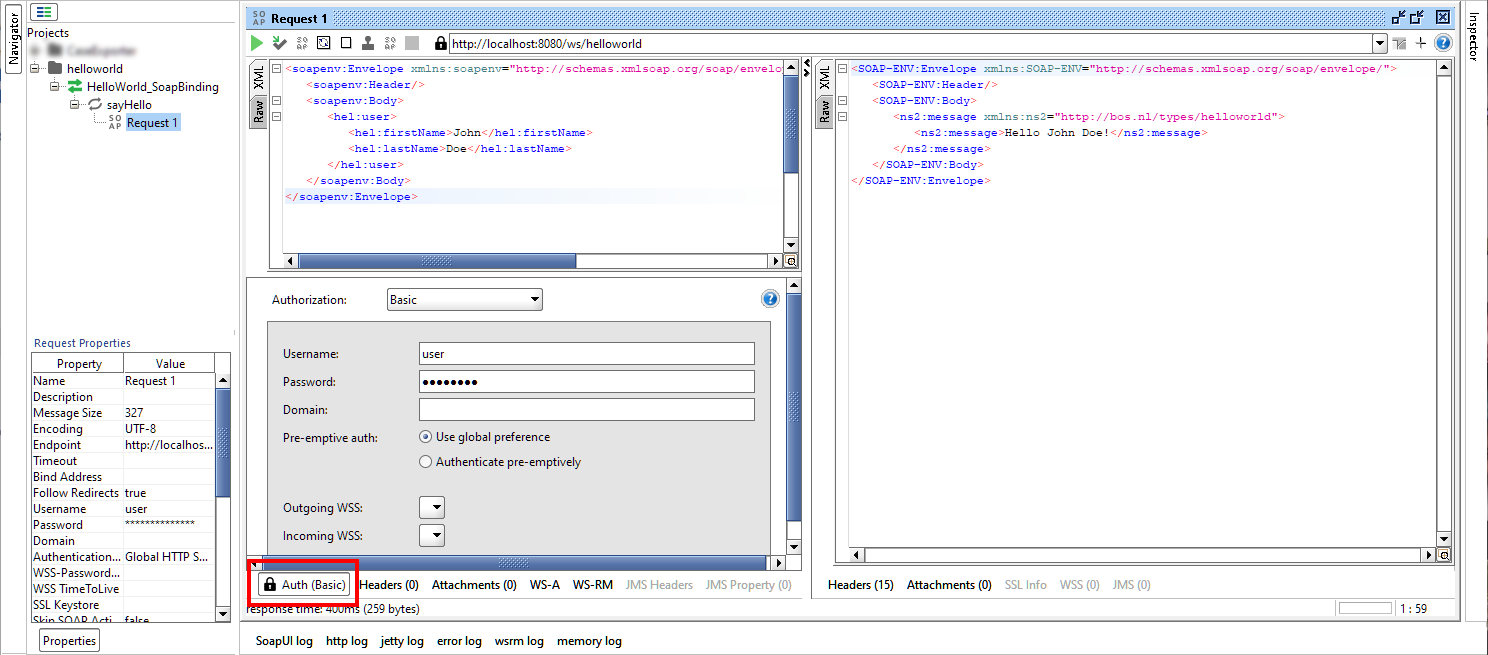 Navigator
Projects
helloworld
HelloWorld_SoapBinding
sayHello
SO AP Request 1
Request Properties
Property Value
Name Request 1
Description
Message Size 327
Encoding UTF-8
Endpoint http://localhos...
Timeout
Bind Address
Follow Redirects true
Username user
Password **************
Domain
Authentication... Global HTTP S...
WSS-Password...
WSS TimeToLive
SSL Keystore
Skip SOAP Acti false
Properties
SO AP Request 1
http://localhost:8080/ws/helloworld
XML
Raw
<soapenv:Envelope xmlns:soapenv="http://schemas.xmlsoap.org/soap/envelo
<soapenv:Header/>
<soapenv:Body>
<hel:user>
<hel:firstName>John</hel:firstName>
<hel:lastName>Doe</hel:lastName>
</hel:user>
</soapenv:Body>
</soapenv:Envelope>
Authorization: Basic
Username: user
Password: ●●●●●●●●
Domain:
Pre-emptive auth: Use global preference
Authenticate pre-emptively
Outgoing WSS:
Incoming WSS:
Auth (Basic) Headers (0) Attachments (0) WS-A WS-RM JMS Headers JMS Property (0)
response time: 400ms (259 bytes)
XML
Raw
<SOAP-ENV:Envelope xmlns:SOAP-ENV="http://schemas.xmlsoap.org/soap/envelope/">
<SOAP-ENV:Header/>
<SOAP-ENV:Body>
<ns2:message xmlns:ns2="http://bos.nl/types/helloworld">
<ns2:message>Hello John Doe!</ns2:message>
</ns2:message>
</SOAP-ENV:Body>
</SOAP-ENV:Envelope>
Headers (15) Attachments (0) SSL Info WSS (0) JMS (0)
1 : 59
SoapUI log http log jetty log error log wsrm log memory log
Inspector